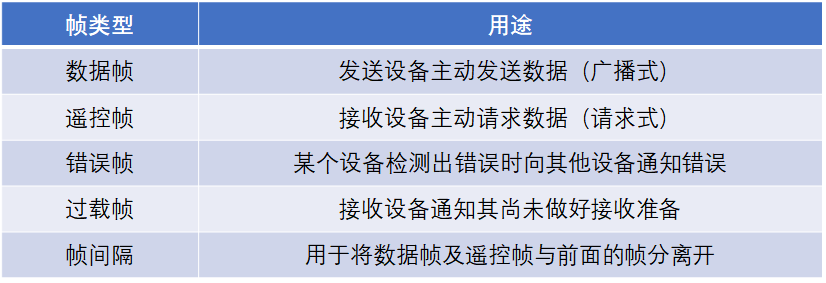 帧类型 用途
数据帧 发送设备主动发送数据（广播式）
遥控帧 接收设备主动请求数据（请求式）
错误帧 某个设备检测出错误时向其他设备通知错误
过载帧 接收设备通知其尚未做好接收准备
帧间隔 用于将数据帧及遥控帧与前面的帧分离开